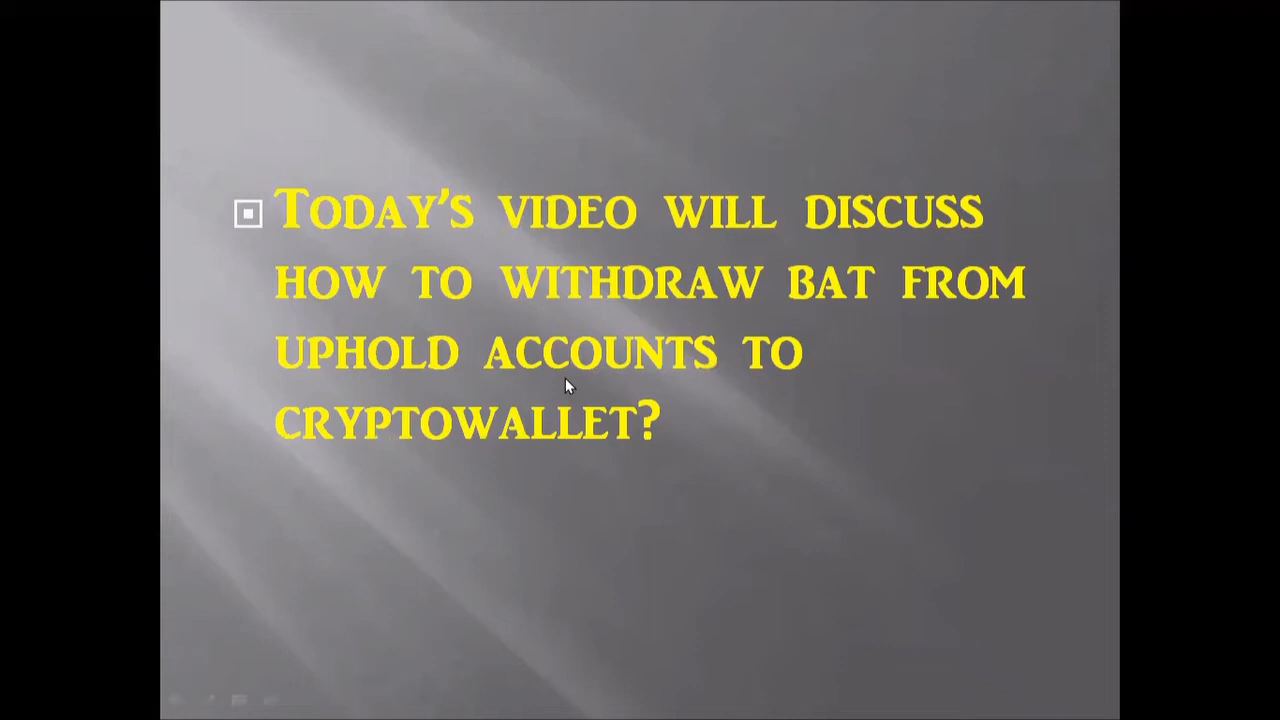 Today's video will discuss
how to withdraw bat from
uphold accounts to
cryptowallet?